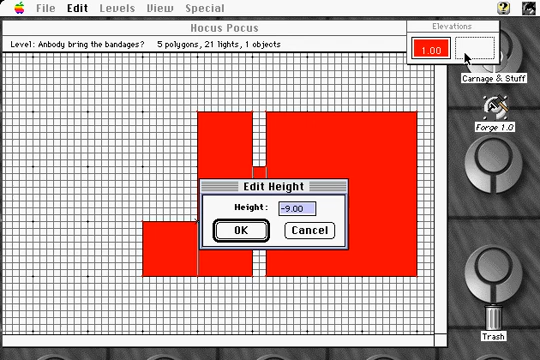 File Edit Levels View Special
Hocus Pocus
Level: Anbody bring the bandages? 5 polygons, 21 lights, 1 objects
Elevations
1.00
Carnage & Stuff
Forge 1.0
Edit Height
Height: -9.00
OK Cancel
Trash